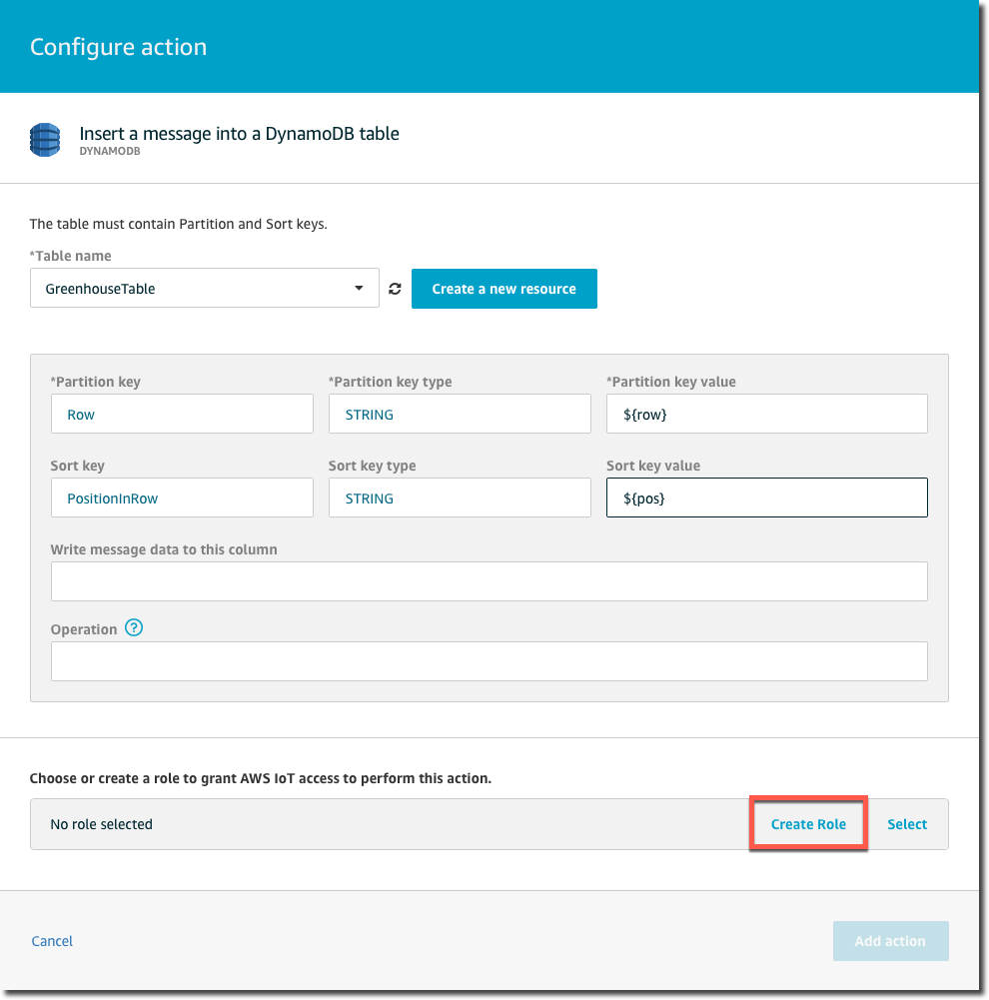 Configure action
Insert a message into a DynamoDB table
DYNAMODB
The table must contain Partition and Sort keys.
*Table name
GreenhouseTable
Create a new resource
*Partition key *Partition key type *Partition key value
Row STRING ${row}
Sort key Sort key type Sort key value
PositionInRow STRING ${pos}
Write message data to this column
Operation ?
Choose or create a role to grant AWS IoT access to perform this action.
No role selected Create Role Select
Cancel Add action